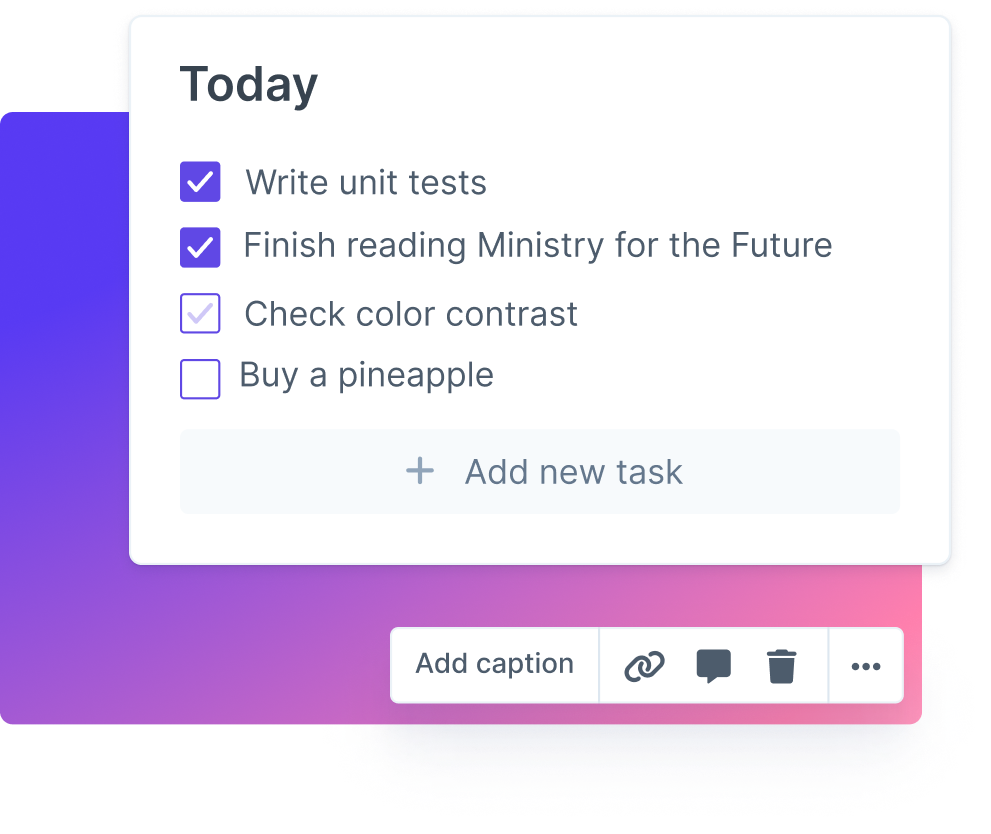 Today
Write unit tests
Finish reading Ministry for the Future
Check color contrast
Buy a pineapple
Add new task
Add caption